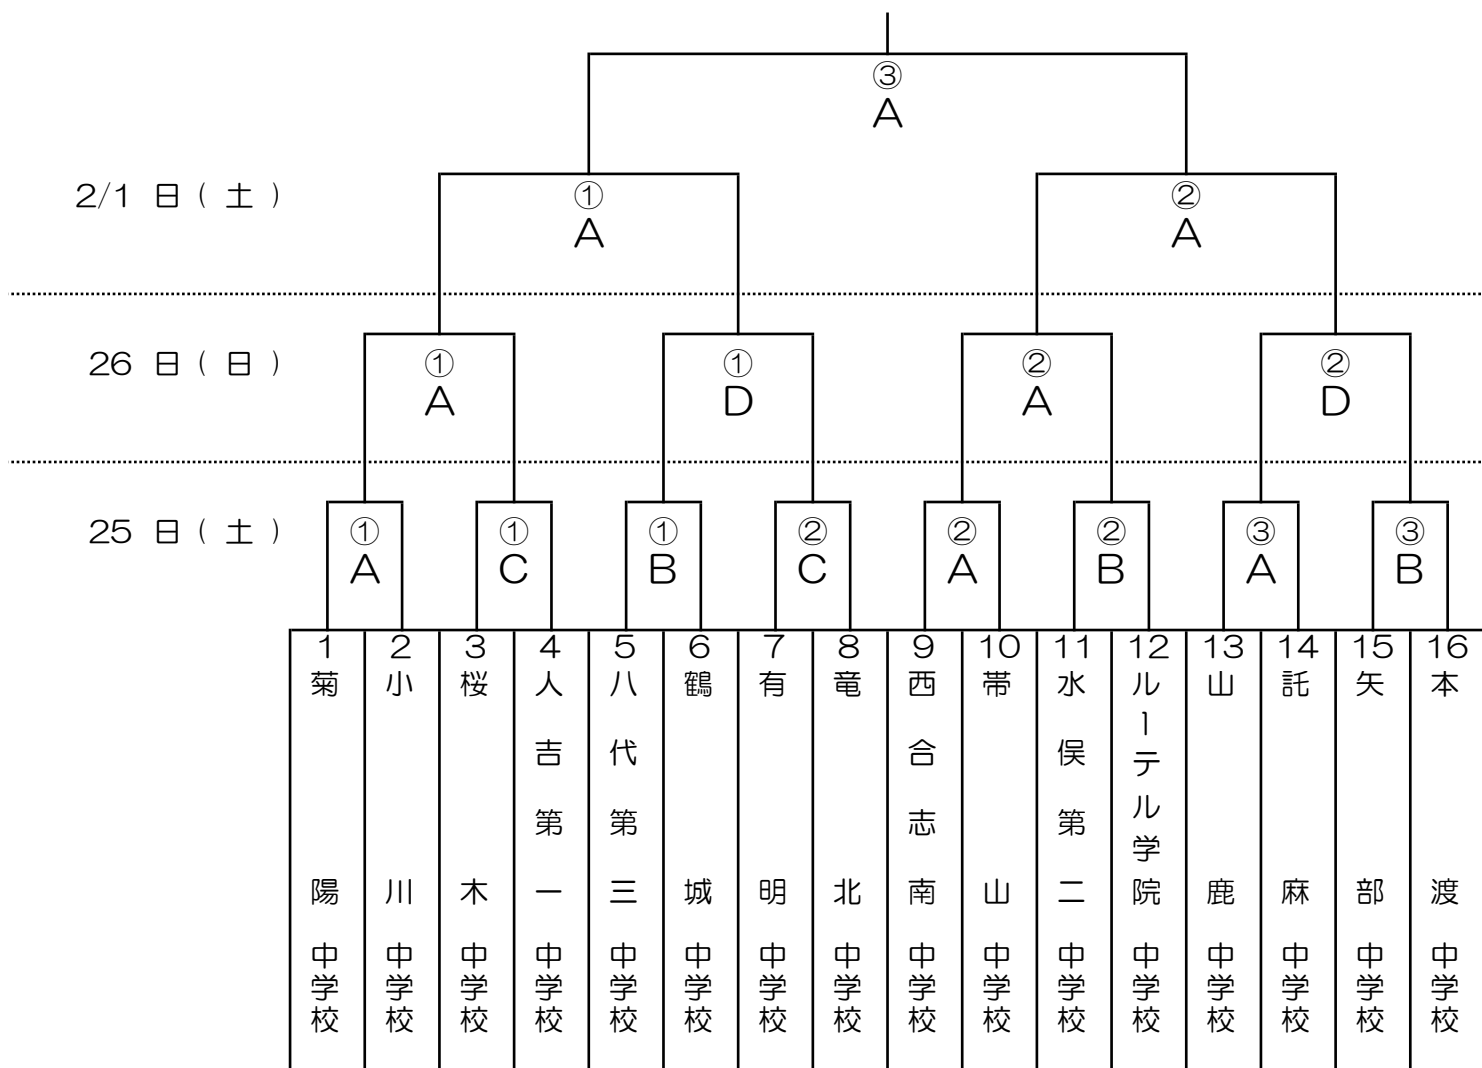 ③
A
2/1 日(土)
① ②
A A
26 日(日)
① ① ② ②
A D A D
25 日(土)
① ① ① ② ② ② ③ ③
A C B C A B A B
1 2 3 4 5 6 7 8 9 10 11 12 13 14 15 16
菊陽中学校
小川中学校
桜木中学校
人吉第一中学校
八代第三中学校
鶴城中学校
有明中学校
竜北中学校
西合志南中学校
帯山中学校
水俣第二中学校
ルーテル学院中学校
山鹿中学校
託麻中学校
矢部中学校
本渡中学校